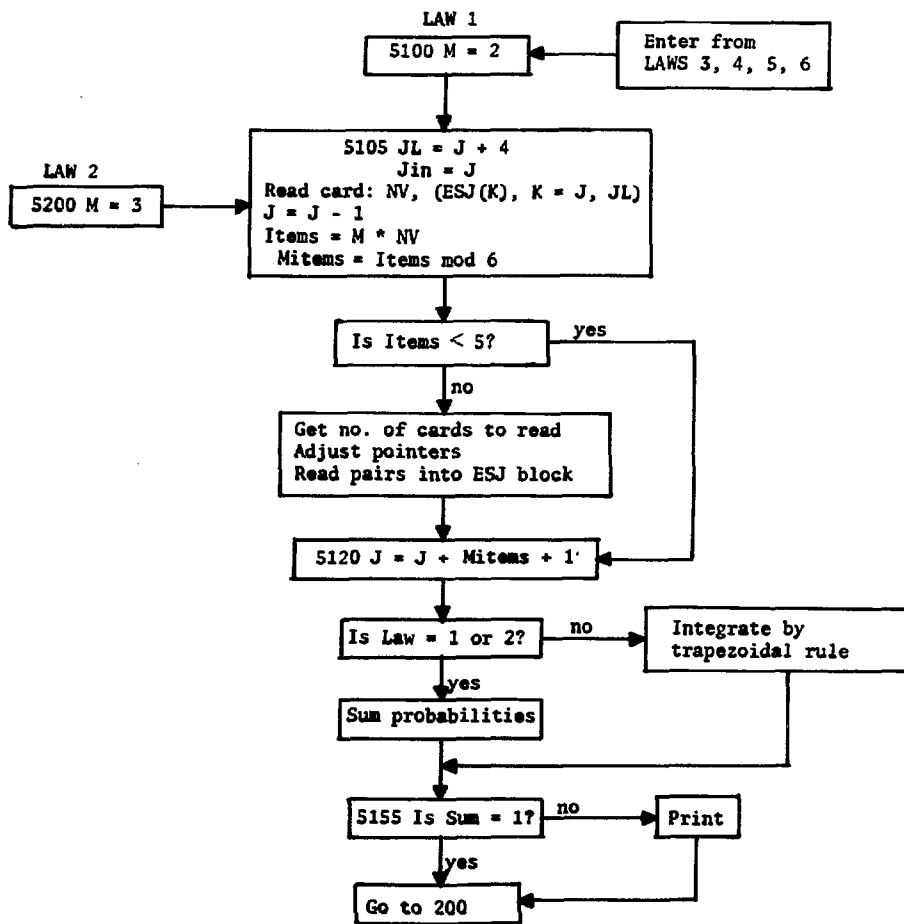 LAW 1
5100 M = 2
Enter from
LAWS 3, 4, 5, 6
5105 JL = J + 4
Jin = J
Read card: NV, (ESJ(K), K = J, JL)
J = J - 1
Items = M * NV
Mitems = Items mod 6
LAW 2
5200 M = 3
Is Items < 5?
yes
no
Get no. of cards to read
Adjust pointers
Read pairs into ESJ block
5120 J = J + Mitems + 1
Is Law = 1 or 2?
no
Integrate by
trapezoidal rule
yes
Sum probabilities
5155 Is Sum = 1?
no
Print
yes
Go to 200